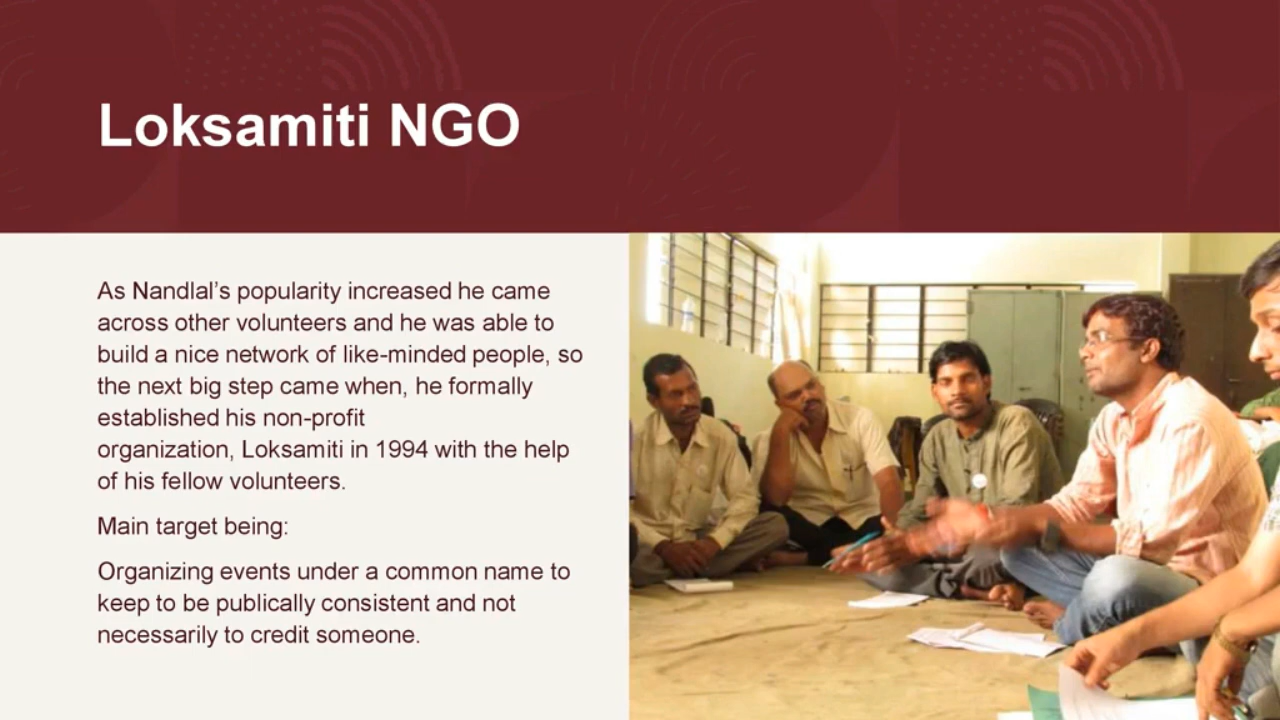 Loksamiti NGO
As Nandlal’s popularity increased he came
across other volunteers and he was able to
build a nice network of like-minded people, so
the next big step came when, he formally
established his non-profit
organization, Loksamiti in 1994 with the help
of his fellow volunteers.
Main target being:
Organizing events under a common name to
keep to be publically consistent and not
necessarily to credit someone.